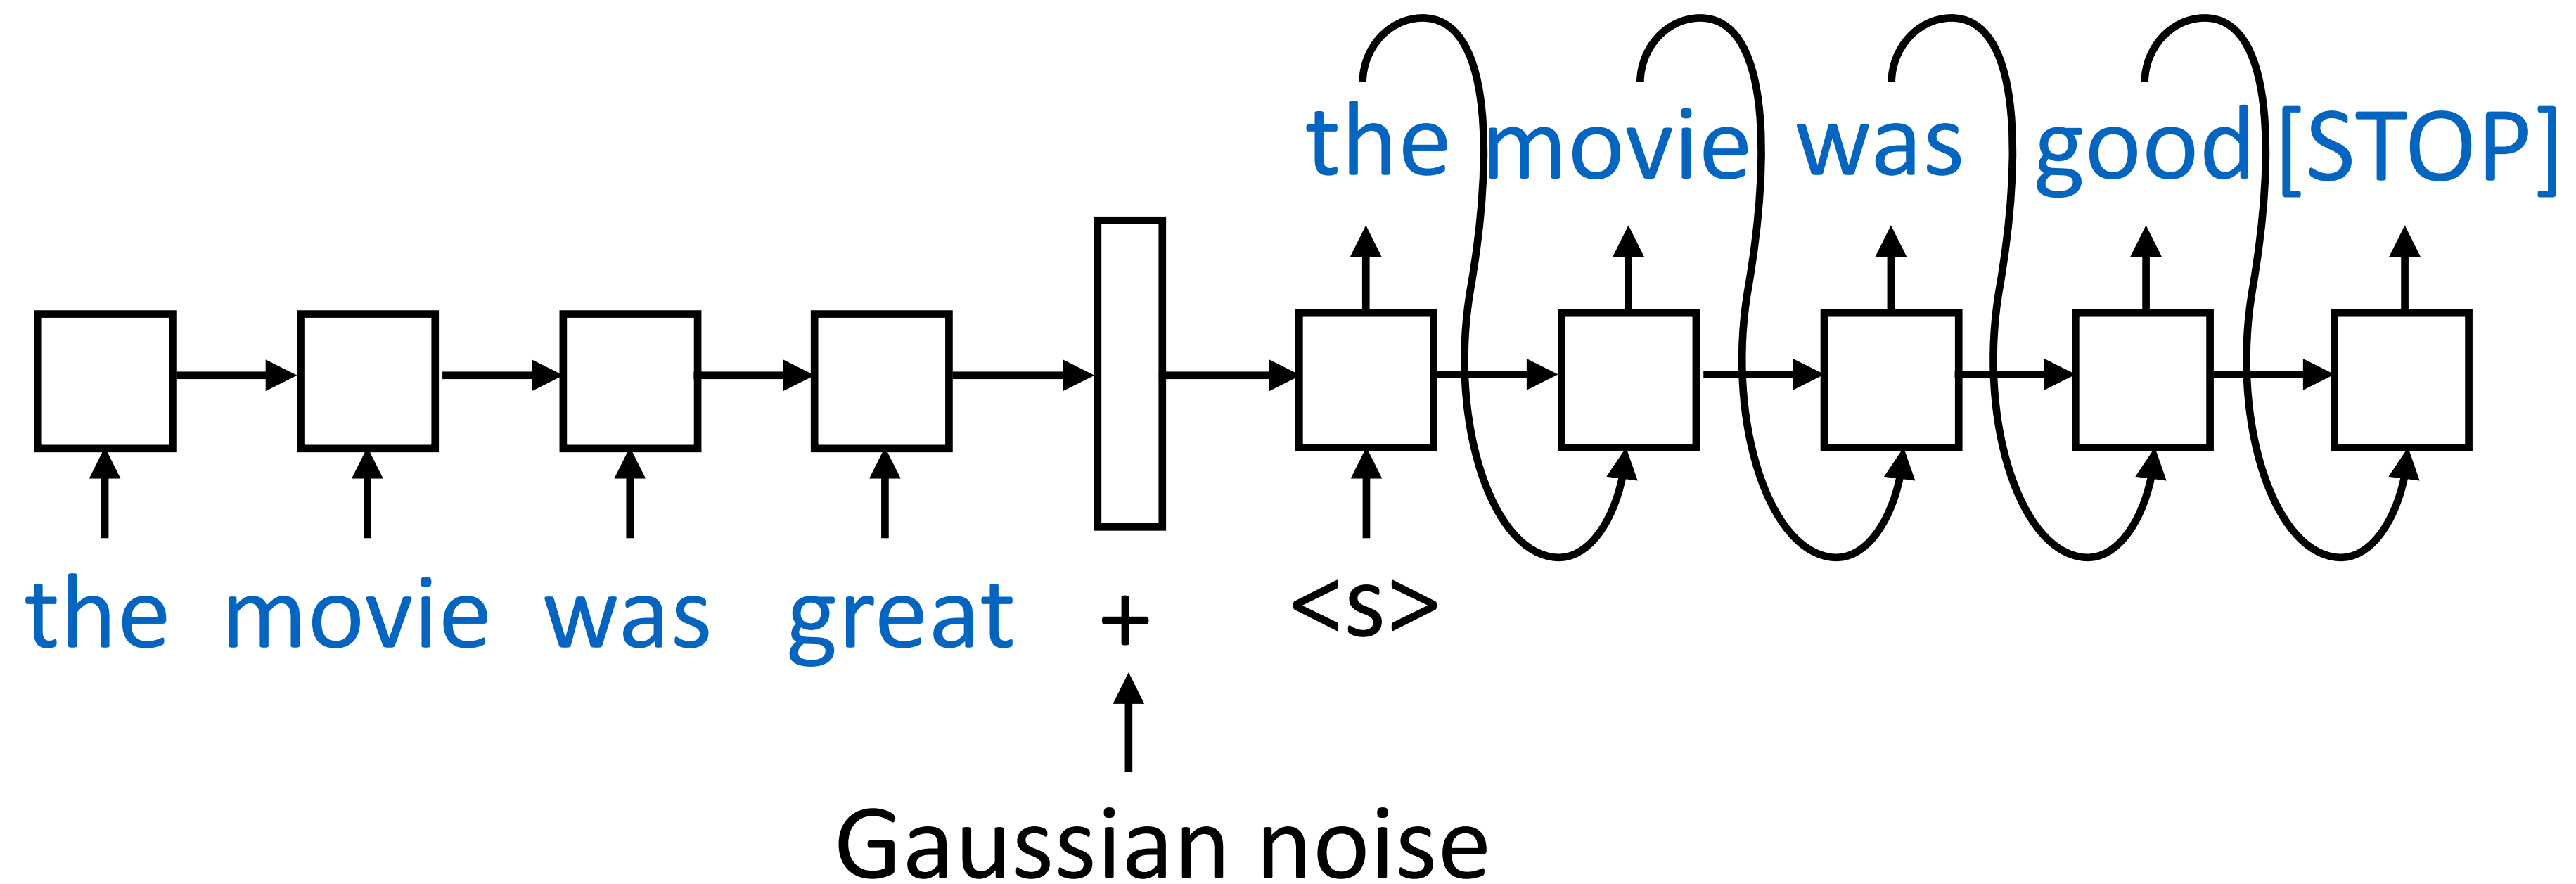 the movie was good [STOP]
the movie was great + <s>
Gaussian noise